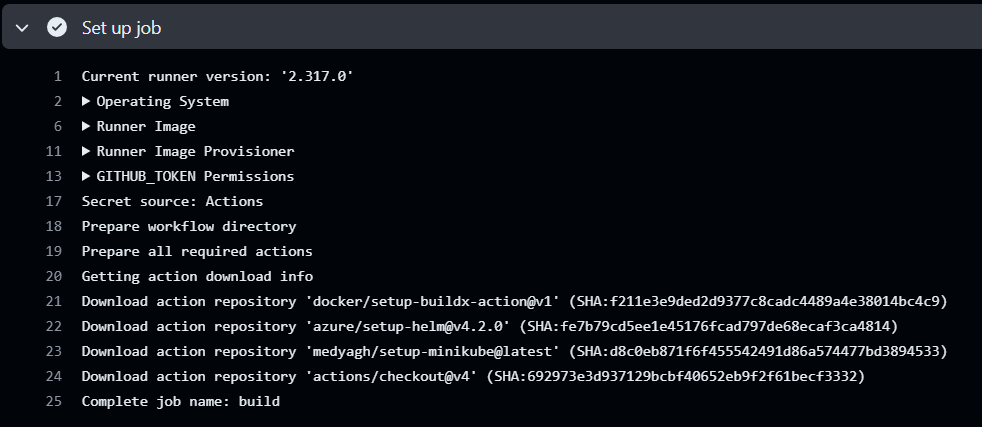 Set up job
1 Current runner version: '2.317.0'
2 ▶ Operating System
6 ▶ Runner Image
11 ▶ Runner Image Provisioner
13 ▶ GITHUB_TOKEN Permissions
17 Secret source: Actions
18 Prepare workflow directory
19 Prepare all required actions
20 Getting action download info
21 Download action repository 'docker/setup-buildx-action@v1' (SHA:f211e3e9ded2d9377c8cadc4489a4e38014bc4c9)
22 Download action repository 'azure/setup-helm@v4.2.0' (SHA:fe7b79cd5ee1e45176fcad797de68ecaf3ca4814)
23 Download action repository 'medyagh/setup-minikube@latest' (SHA:d8c0eb871f6f455542491d86a574477bd3894533)
24 Download action repository 'actions/checkout@v4' (SHA:692973e3d937129bcbf40652eb9f2f61becf3332)
25 Complete job name: build